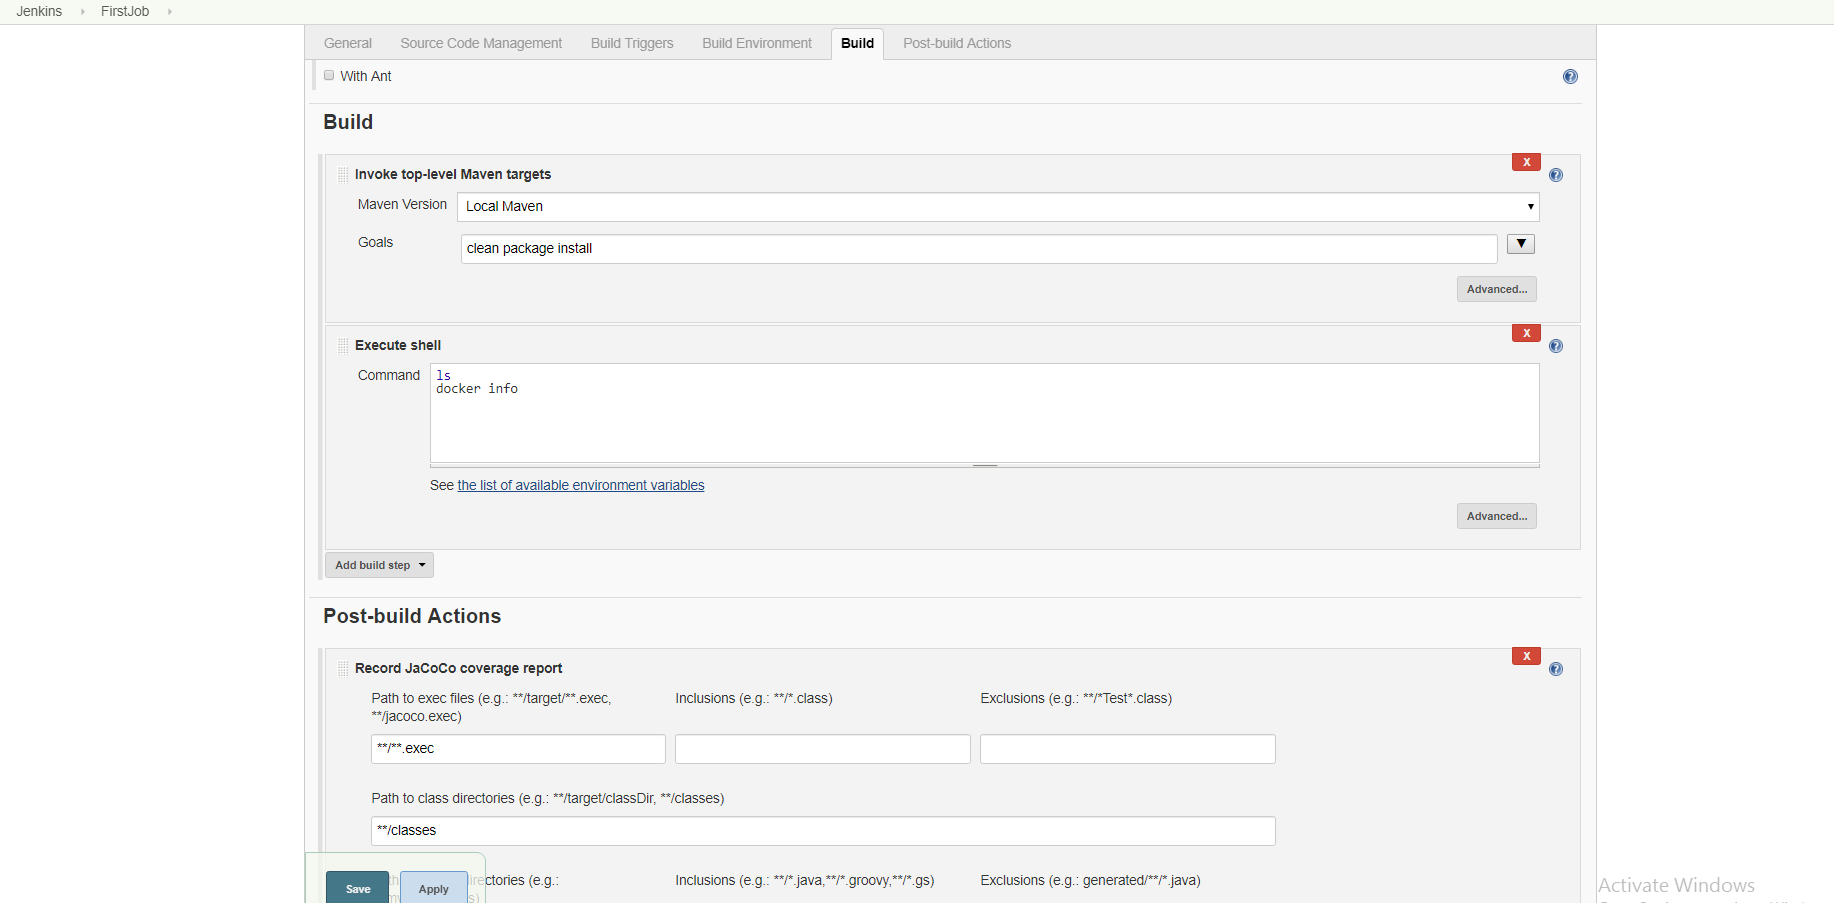 Jenkins FirstJob
General Source Code Management Build Triggers Build Environment Build Post-build Actions
With Ant
Build
X
Invoke top-level Maven targets
Maven Version Local Maven
Goals clean package install
Advanced...
X
Execute shell
Command ls
docker info
See the list of available environment variables
Advanced...
Add build step
Post-build Actions
X
Record JaCoCo coverage report
Path to exec files (e.g.: **/target/**.exec, Inclusions (e.g.: **/*.class) Exclusions (e.g.: **/*Test*.class)
**/jacoco.exec)
**/**.exec
Path to class directories (e.g.: **/target/classDir, **/classes)
**/classes
Save Apply ectories (e.g.: Inclusions (e.g.: **/*.java,**/*.groovy,**/*.gs) Exclusions (e.g.: generated/**/*.java)
Activate Windows